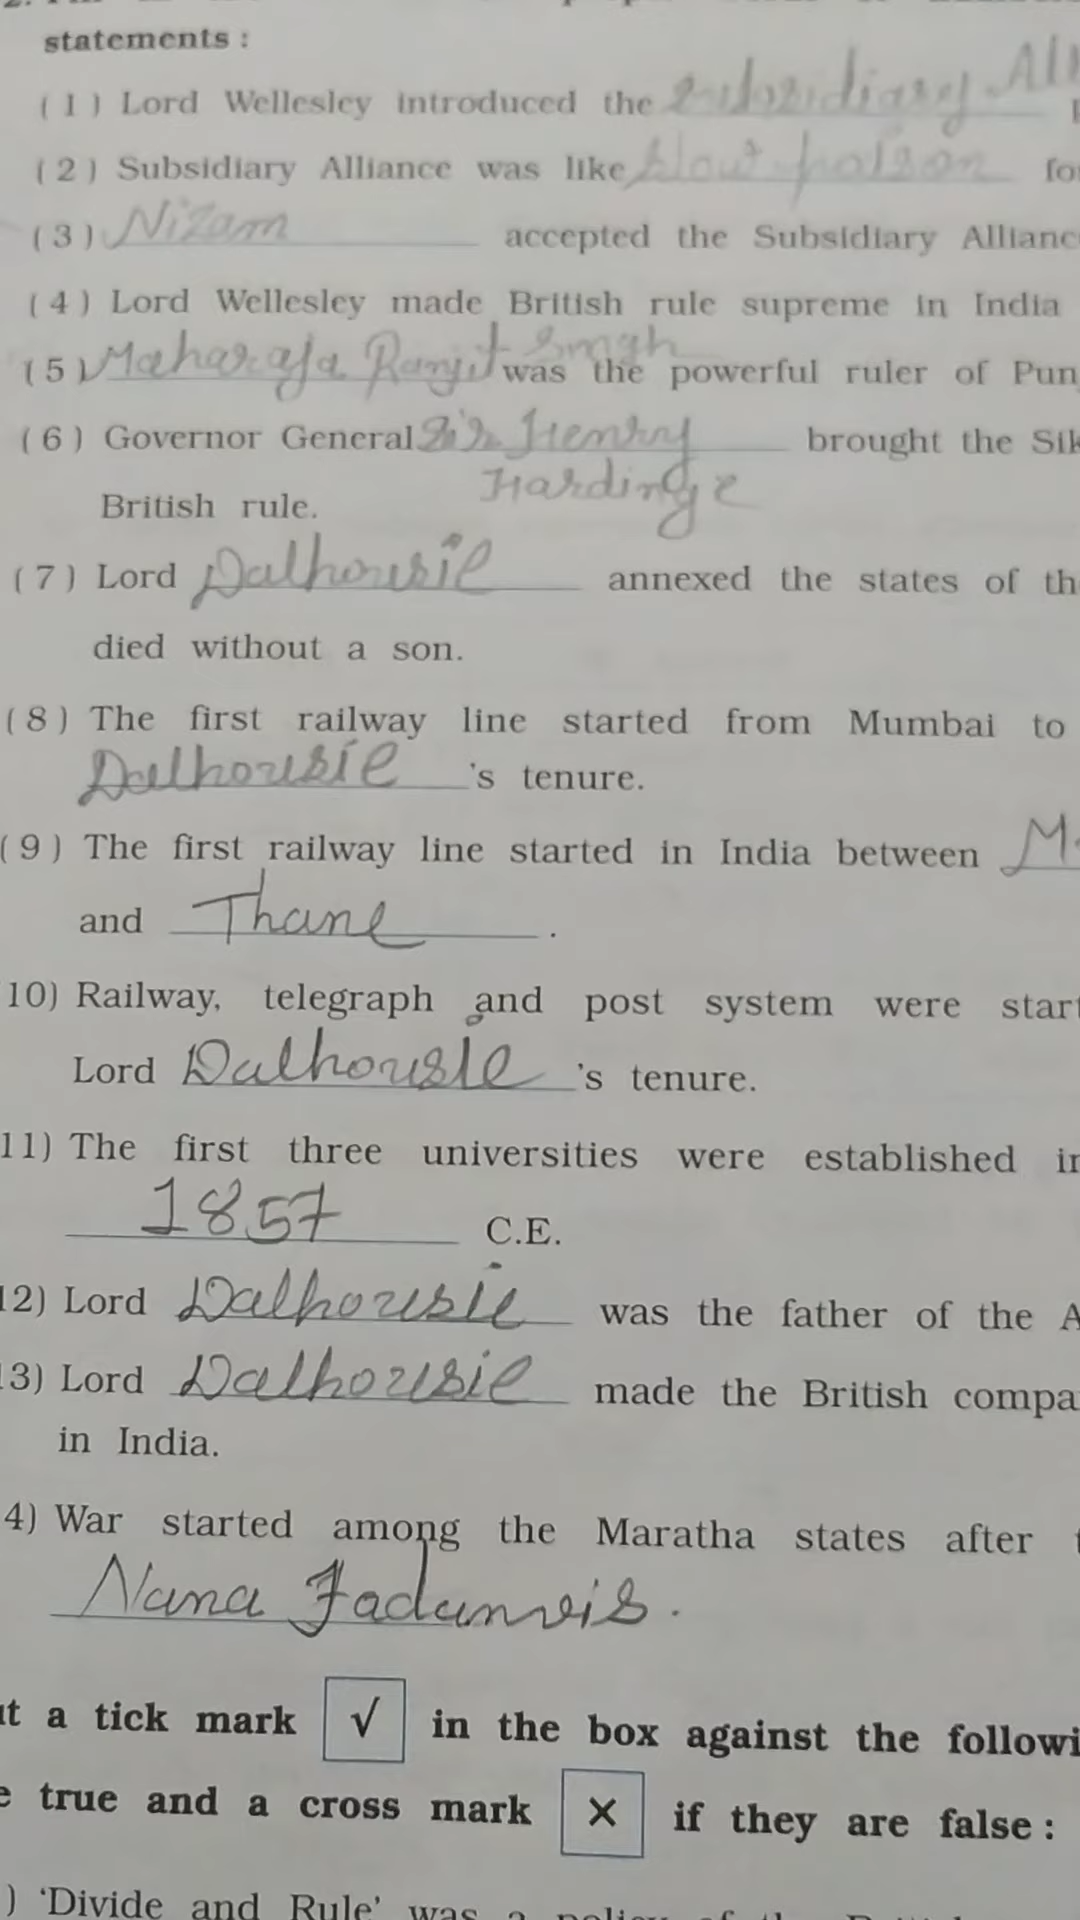 statements :
(1) Lord Wellesley introduced the subsidiary All
(2) Subsidiary Alliance was like Slow poison for
(3) Nizam accepted the Subsidiary Allianc
(4) Lord Wellesley made British rule supreme in India
(5) Maharaja Ranjit Singh was the powerful ruler of Pun
(6) Governor General Sir Henry brought the Sik
Hardinge
British rule.
(7) Lord Dalhousie annexed the states of th
died without a son.
(8) The first railway line started from Mumbai to
Dalhousie 's tenure.
(9) The first railway line started in India between M
and Thane .
10) Railway, telegraph and post system were start
Lord Dalhousie 's tenure.
11) The first three universities were established in
1857 C.E.
12) Lord Dalhousie was the father of the A
13) Lord Dalhousie made the British compa
in India.
4) War started among the Maratha states after t
Nana Fadanvis.
ut a tick mark √ in the box against the followi
e true and a cross mark × if they are false :
) 'Divide and Rule' was a policy of the